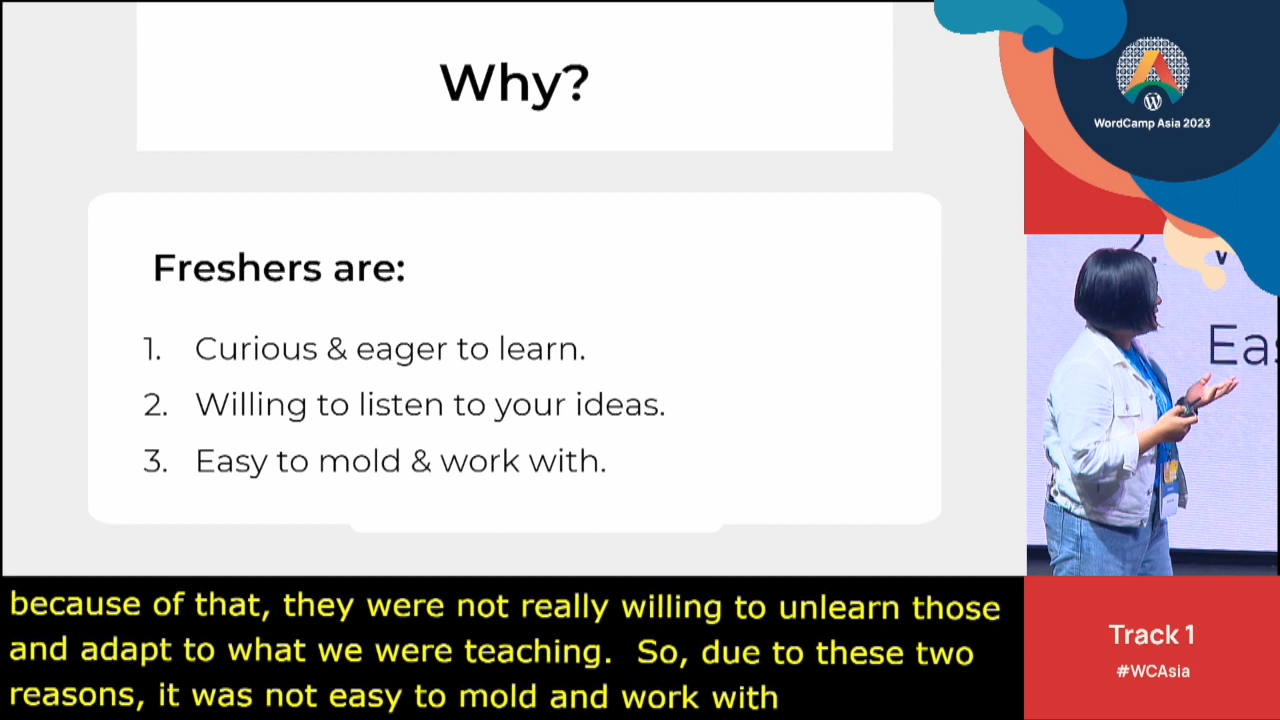 Why?
Freshers are:
1. Curious & eager to learn.
2. Willing to listen to your ideas.
3. Easy to mold & work with.
WordCamp Asia 2023
Eas
because of that, they were not really willing to unlearn those
and adapt to what we were teaching. So, due to these two
reasons, it was not easy to mold and work with
Track 1
#WCAsia